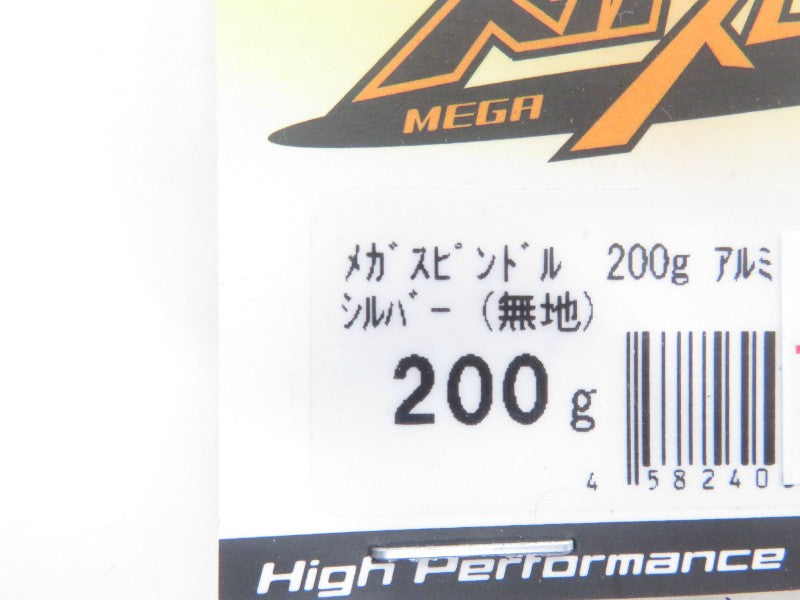 MEGA
ﾒｶﾞｽﾋﾟﾝﾄﾞﾙ 200g ｱﾙﾐ
ｼﾙﾊﾞｰ (無地)
200g
4 58240
High Performance